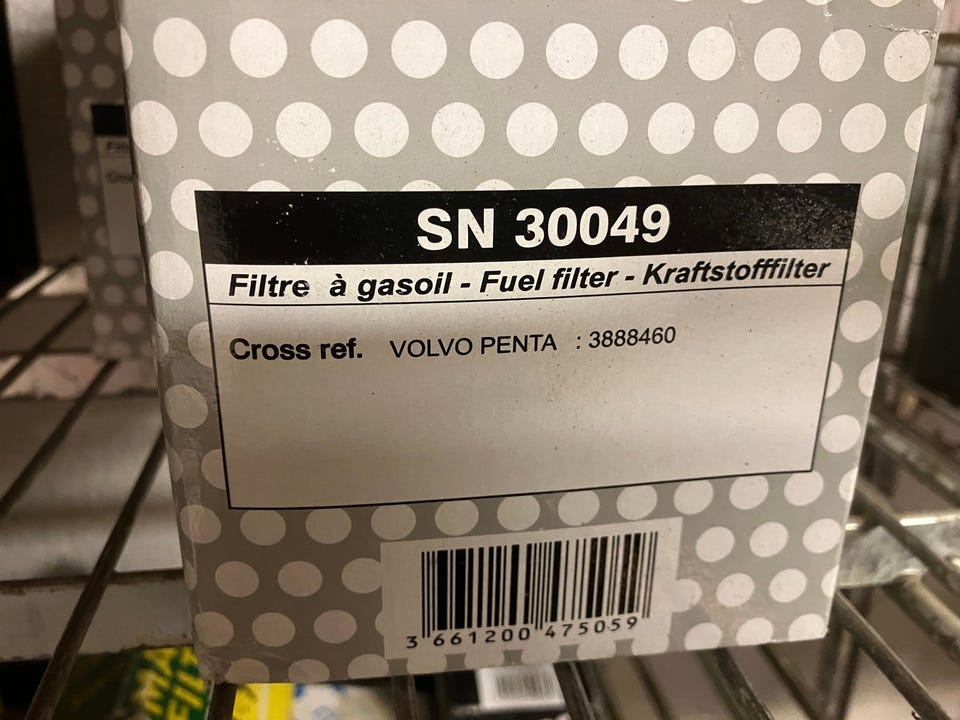 SN 30049
Filtre à gasoil - Fuel filter - Kraftstofffilter
Cross ref. VOLVO PENTA : 3888460
3 661200 475059